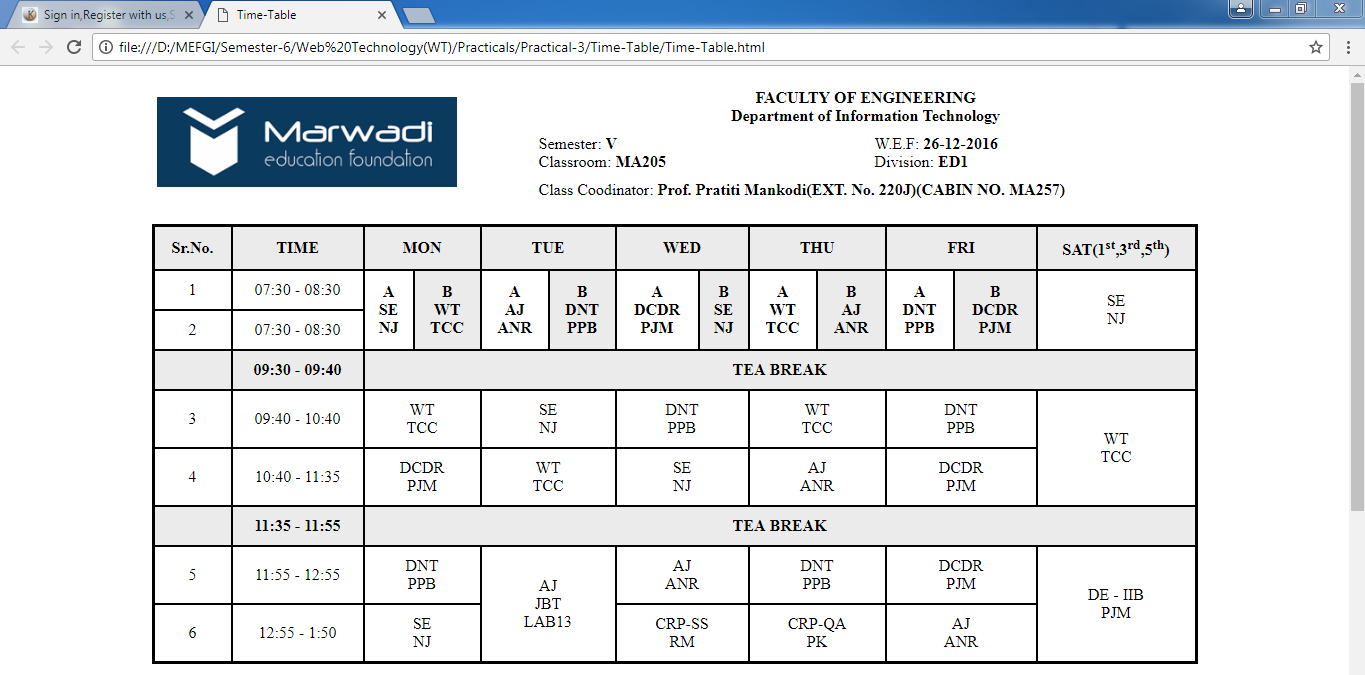 Sign in,Register with us,S
Time-Table
file:///D:/MEFGI/Semester-6/Web%20Technology(WT)/Practicals/Practical-3/Time-Table/Time-Table.html
Marwadi
education foundation
FACULTY OF ENGINEERING
Department of Information Technology
Semester: V W.E.F: 26-12-2016
Classroom: MA205 Division: ED1
Class Coodinator: Prof. Pratiti Mankodi(EXT. No. 220J)(CABIN NO. MA257)
Sr.No. TIME MON TUE WED THU FRI SAT(1st,3rd,5th)
1 07:30 - 08:30
2 07:30 - 08:30
A B A B A B A B A B
SE WT AJ DNT DCDR SE WT AJ DNT DCDR
NJ TCC ANR PPB PJM NJ TCC ANR PPB PJM
SE
NJ
09:30 - 09:40 TEA BREAK
3 09:40 - 10:40
WT SE DNT WT DNT
TCC NJ PPB TCC PPB
4 10:40 - 11:35
DCDR WT SE AJ DCDR
PJM TCC NJ ANR PJM
WT
TCC
11:35 - 11:55 TEA BREAK
5 11:55 - 12:55
DNT AJ DNT DCDR
PPB ANR PPB PJM
AJ
JBT
LAB13
6 12:55 - 1:50
SE CRP-SS CRP-QA AJ
NJ RM PK ANR
DE - IIB
PJM